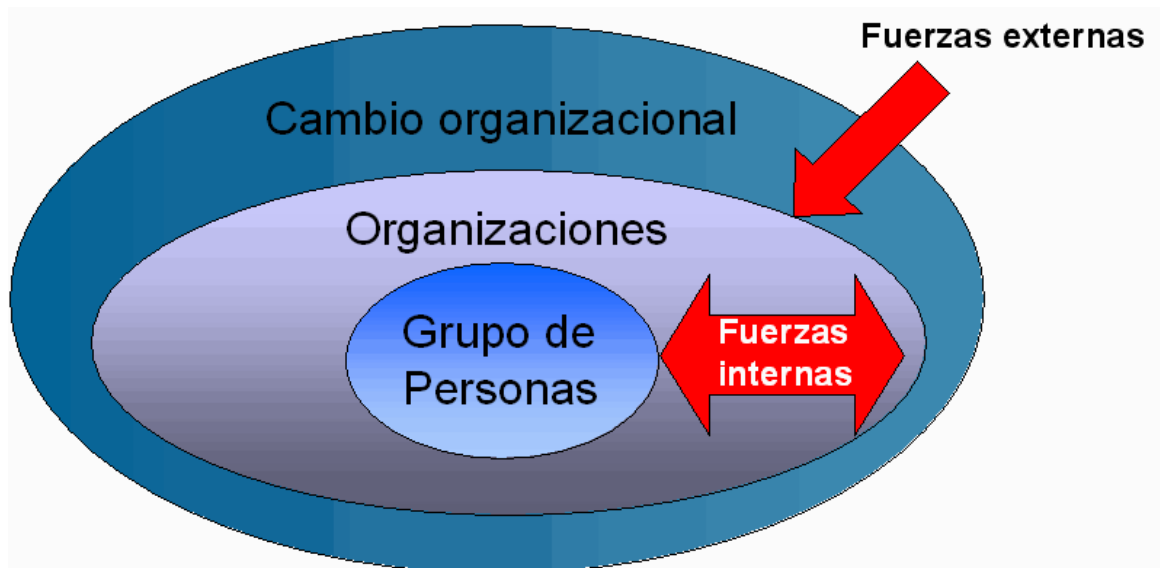 Fuerzas externas
Cambio organizacional
Organizaciones
Grupo de
Personas
Fuerzas
internas